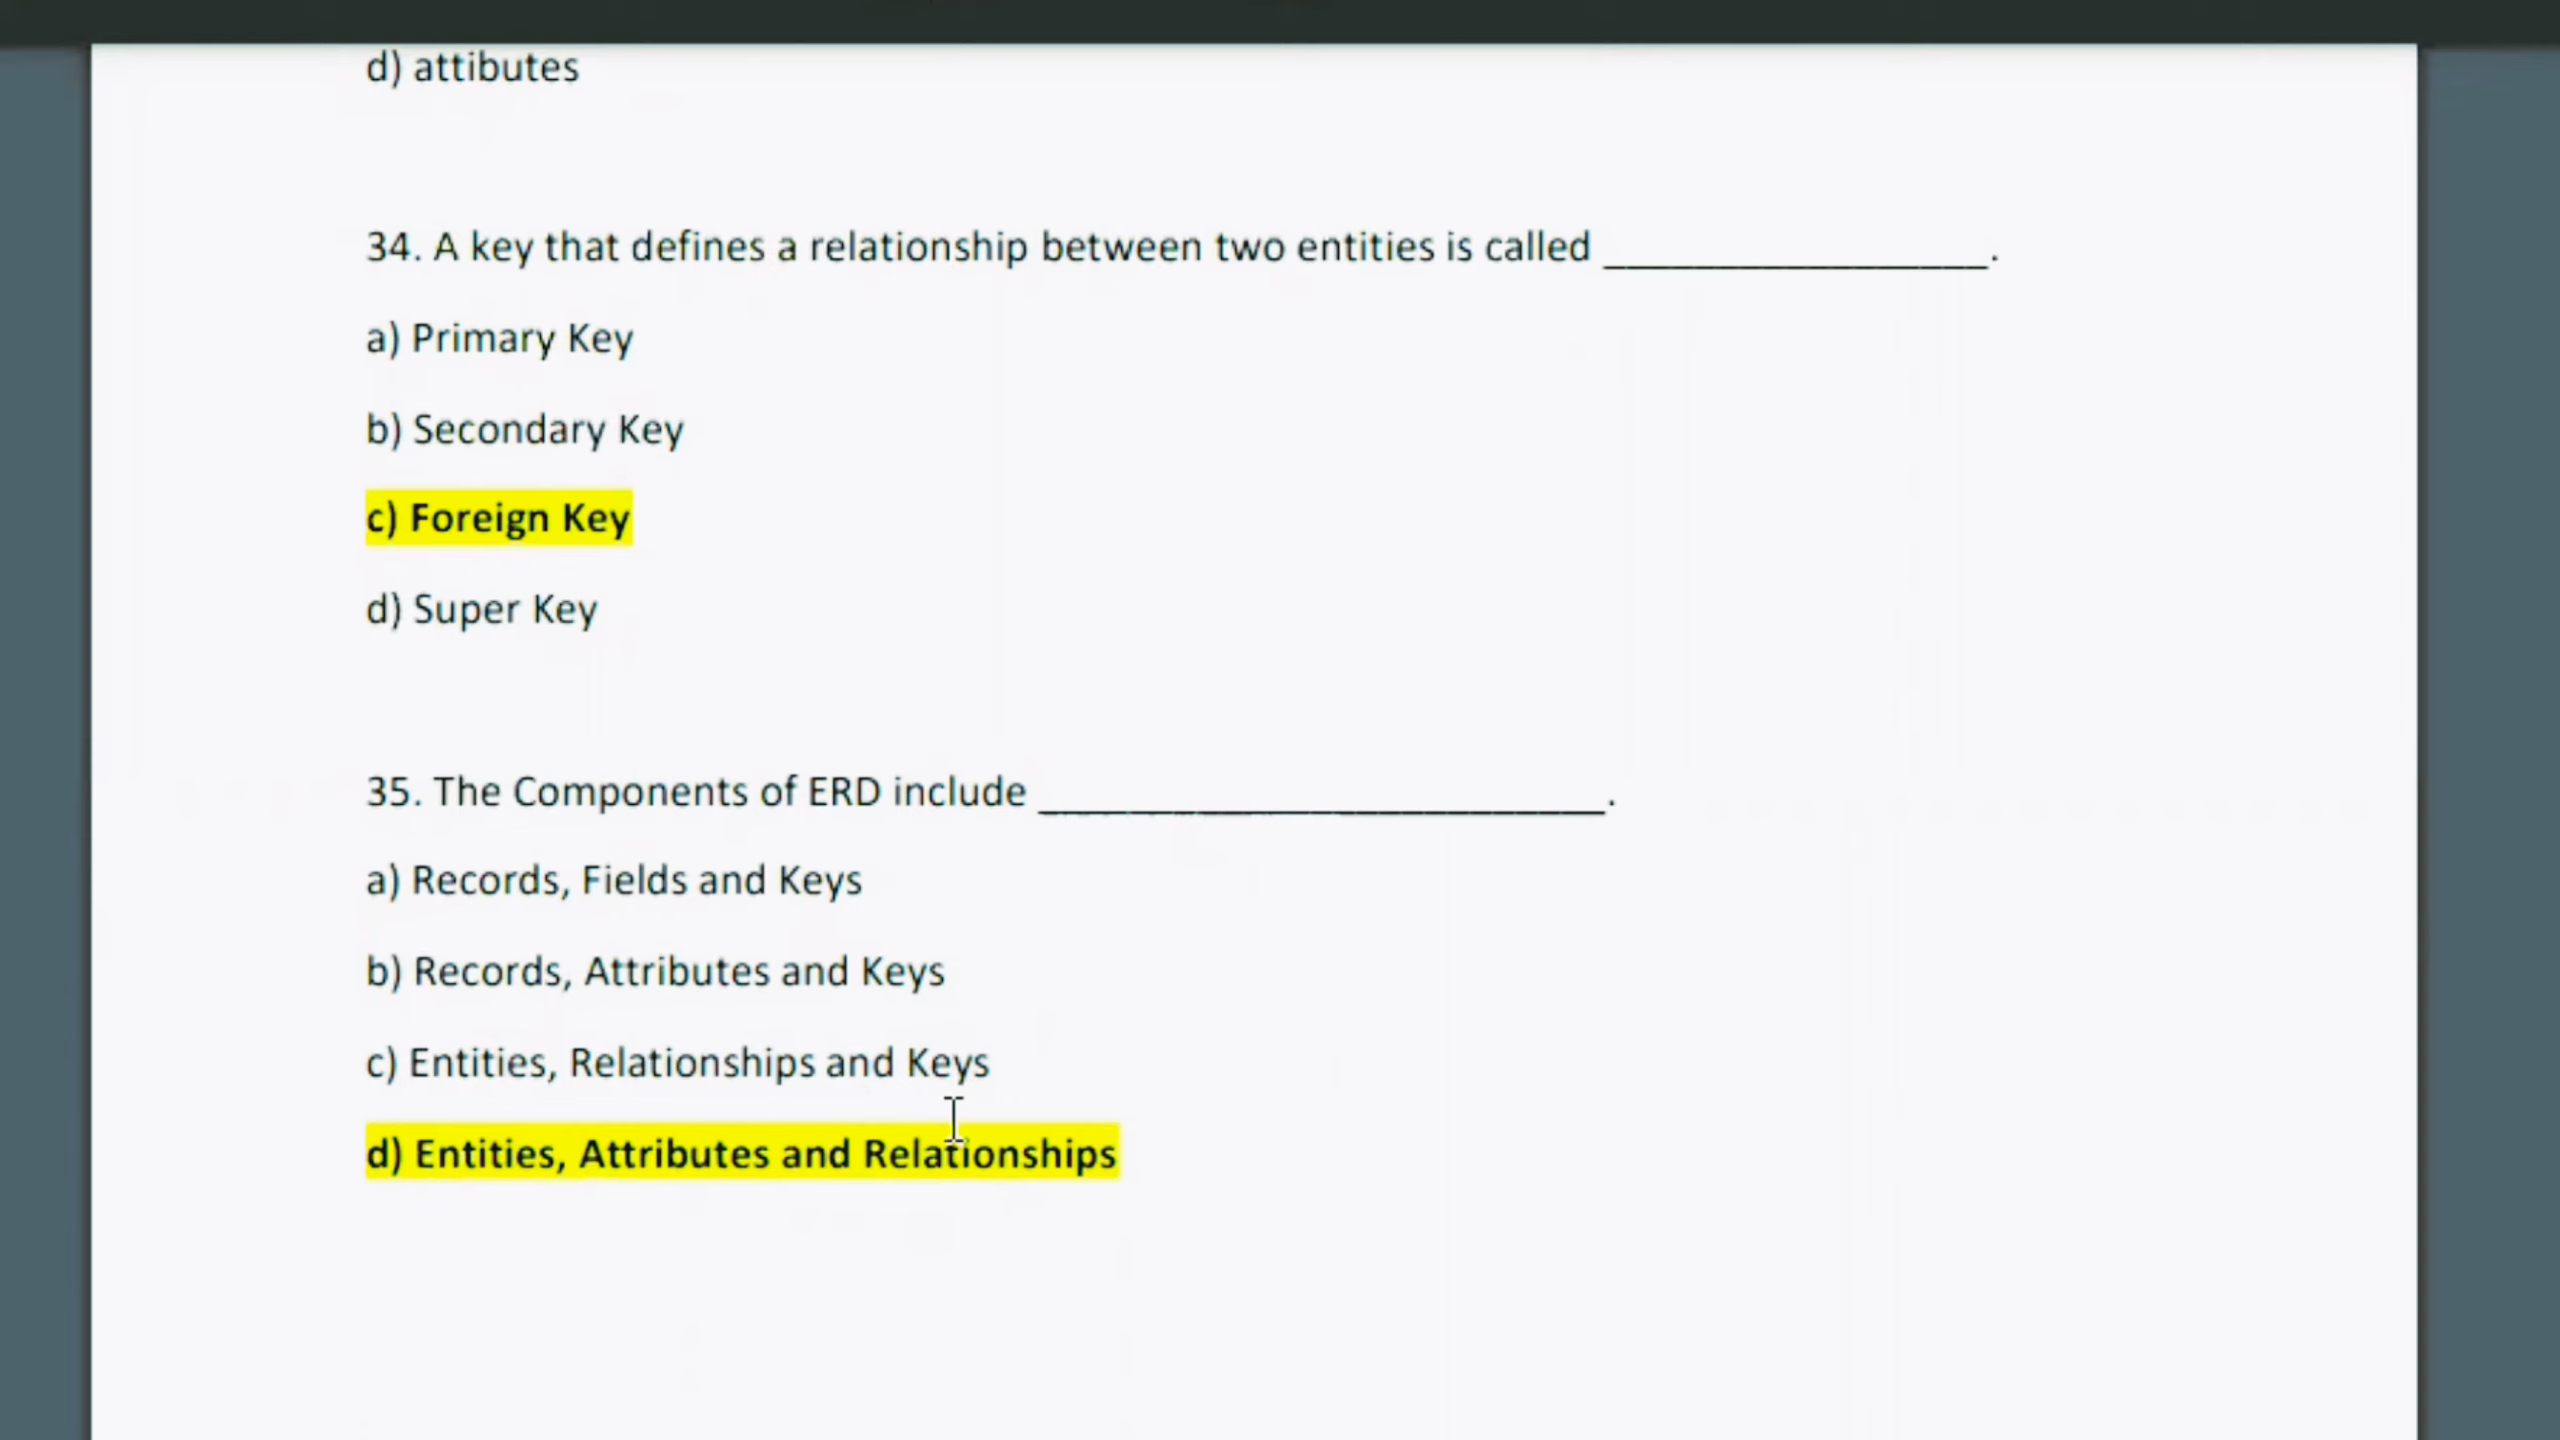 d) attibutes
34. A key that defines a relationship between two entities is called _________________.
a) Primary Key
b) Secondary Key
c) Foreign Key
d) Super Key
35. The Components of ERD include _________________________.
a) Records, Fields and Keys
b) Records, Attributes and Keys
c) Entities, Relationships and Keys
d) Entities, Attributes and Relationships